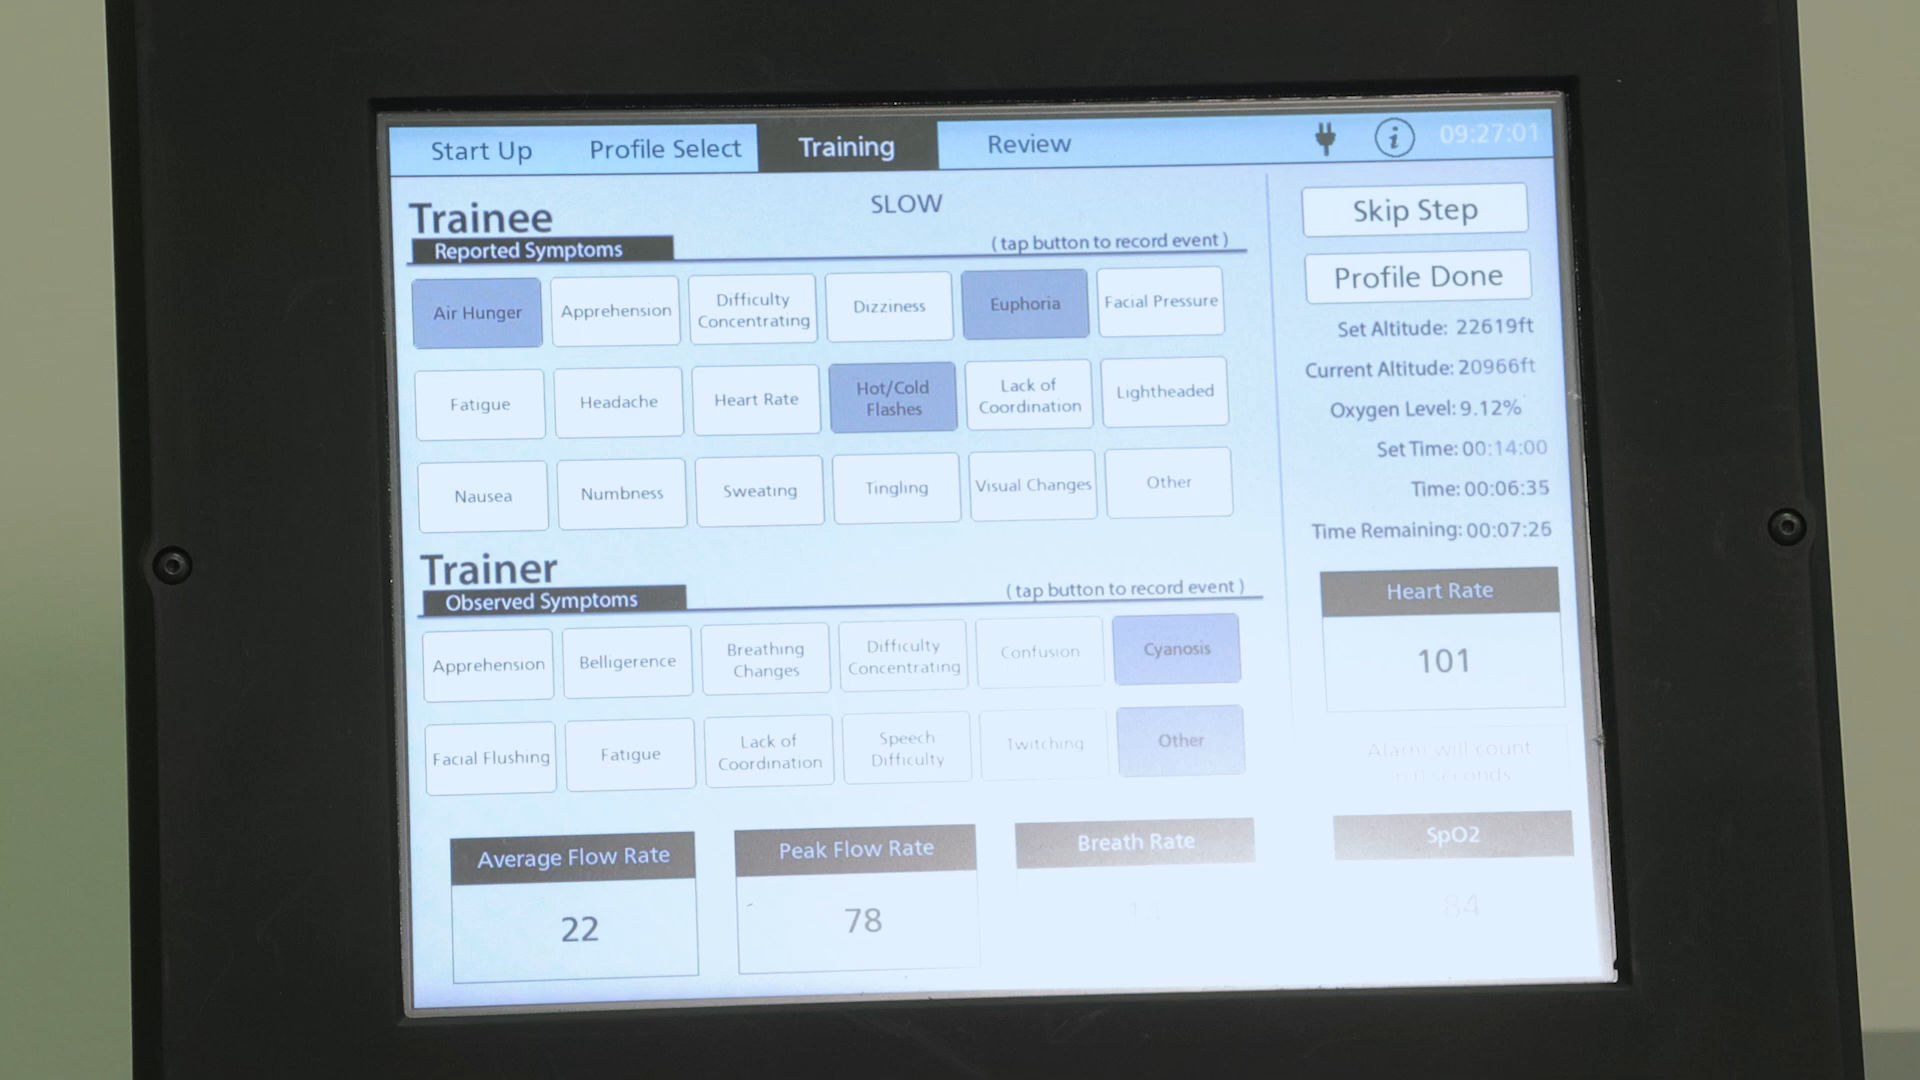 Start Up Profile Select Training Review i 09:27:01
Trainee
SLOW
Reported Symptoms
( tap button to record event )
Air Hunger
Apprehension
Difficulty
Concentrating
Dizziness
Euphoria
Facial Pressure
Fatigue
Headache
Heart Rate
Hot/Cold
Flashes
Lack of
Coordination
Lightheaded
Nausea
Numbness
Sweating
Tingling
Visual Changes
Other
Trainer
Observed Symptoms
( tap button to record event )
Apprehension
Belligerence
Breathing
Changes
Difficulty
Concentrating
Confusion
Cyanosis
Facial Flushing
Fatigue
Lack of
Coordination
Speech
Difficulty
Twitching
Other
Average Flow Rate
22
Peak Flow Rate
78
Breath Rate
Skip Step
Profile Done
Set Altitude: 22619ft
Current Altitude: 20966ft
Oxygen Level: 9.12%
Set Time: 00:14:00
Time: 00:06:35
Time Remaining: 00:07:26
Heart Rate
101
Alarm will count
seconds
SpO2
84